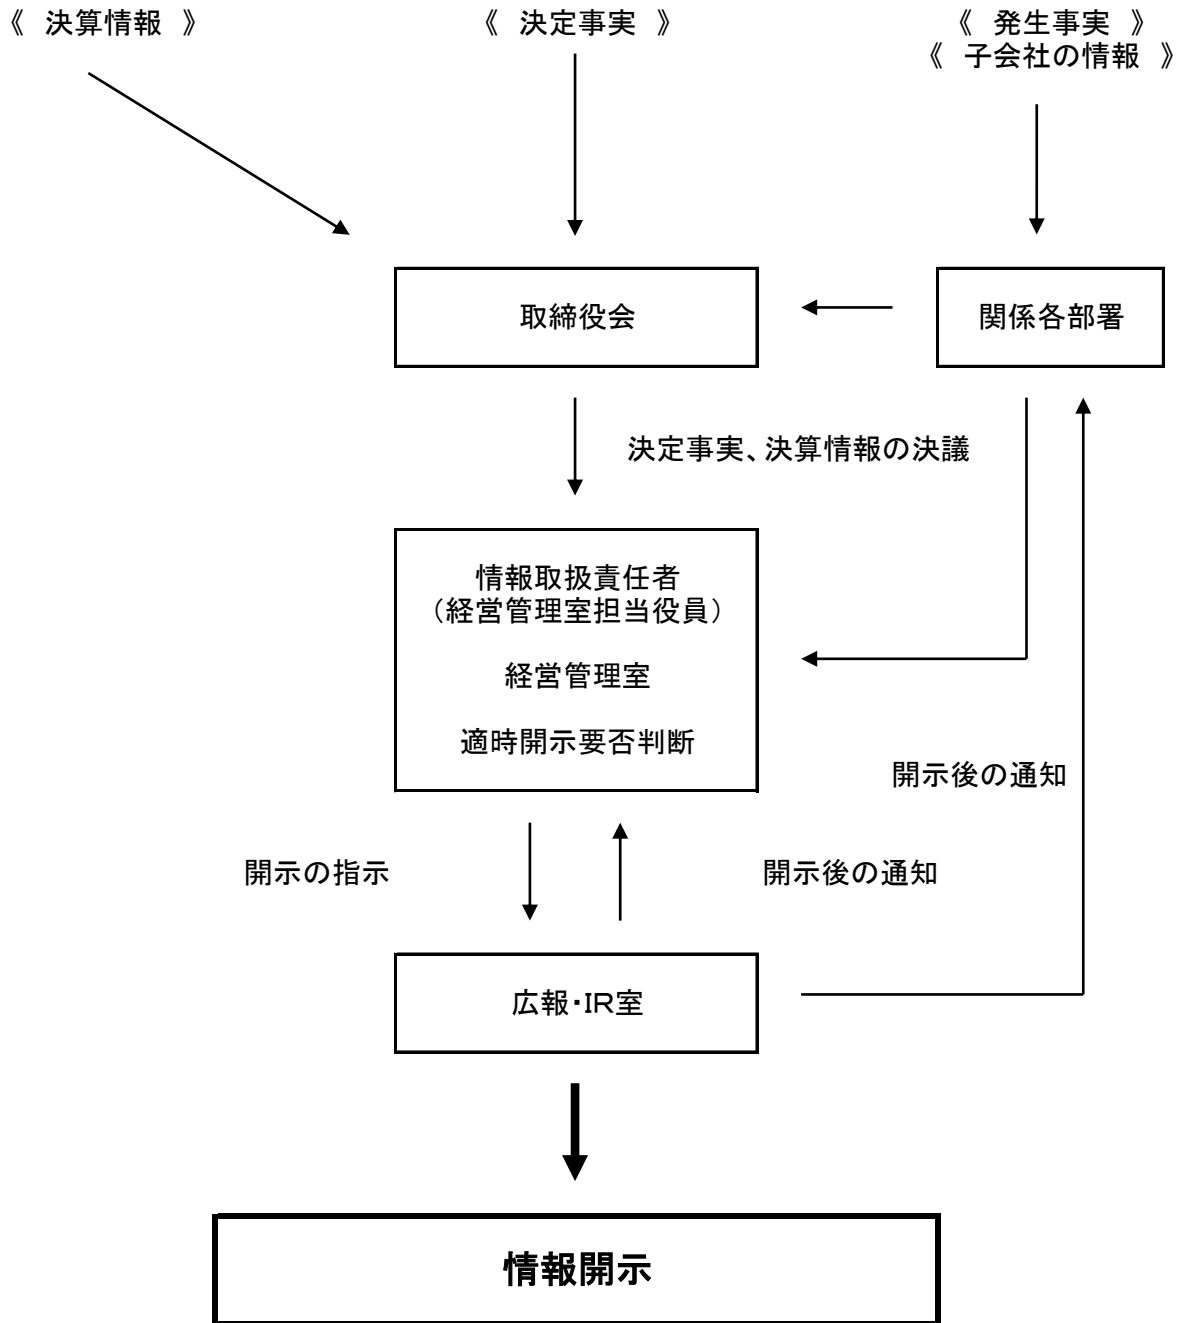 《　決算情報　》
《　決定事実　》
《　発生事実　》
《　子会社の情報　》
取締役会
関係各部署
決定事実、決算情報の決議
情報取扱責任者
（経営管理室担当役員）
経営管理室
適時開示要否判断
開示後の通知
開示の指示
開示後の通知
広報・IR室
情報開示